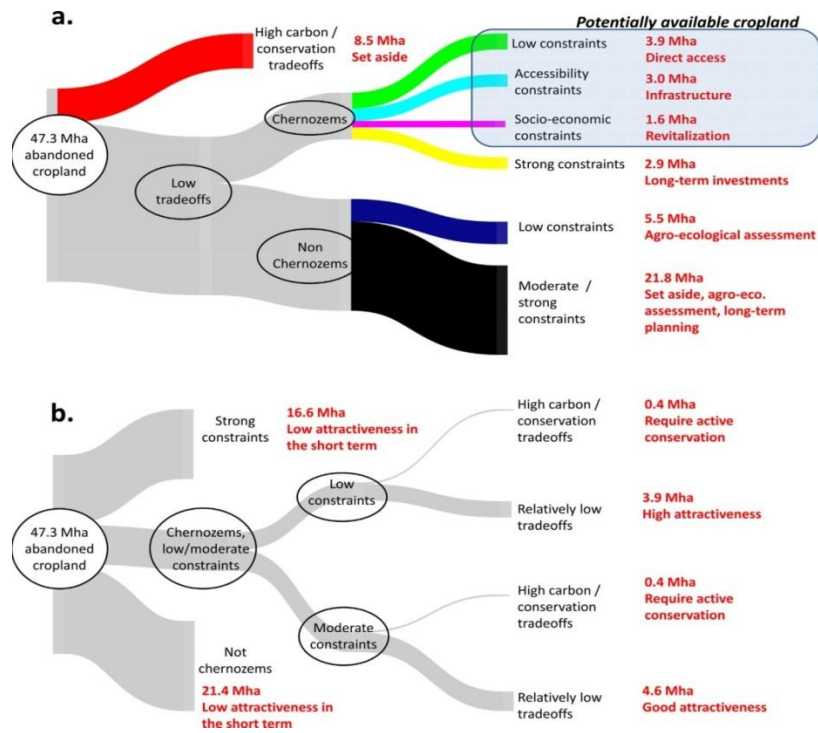 a.
Potentially available cropland
High carbon /
conservation
tradeoffs
8.5 Mha
Set aside
Low constraints
3.9 Mha
Direct access
Accessibility
constraints
3.0 Mha
Infrastructure
Chernozems
Socio-economic
constraints
1.6 Mha
Revitalization
47.3 Mha
abandoned
cropland
Strong constraints
2.9 Mha
Long-term investments
Low
tradeoffs
Low constraints
5.5 Mha
Agro-ecological assessment
Non
Chernozems
Moderate /
strong
constraints
21.8 Mha
Set aside, agro-eco.
assessment, long-term
planning
b.
Strong
constraints
16.6 Mha
Low attractiveness in
the short term
High carbon /
conservation
tradeoffs
0.4 Mha
Require active
conservation
Low
constraints
Relatively low
tradeoffs
3.9 Mha
High attractiveness
47.3 Mha
abandoned
cropland
Chernozems,
low/moderate
constraints
High carbon /
conservation
tradeoffs
0.4 Mha
Require active
conservation
Moderate
constraints
Not
chernozems
21.4 Mha
Low attractiveness in
the short term
Relatively low
tradeoffs
4.6 Mha
Good attractiveness